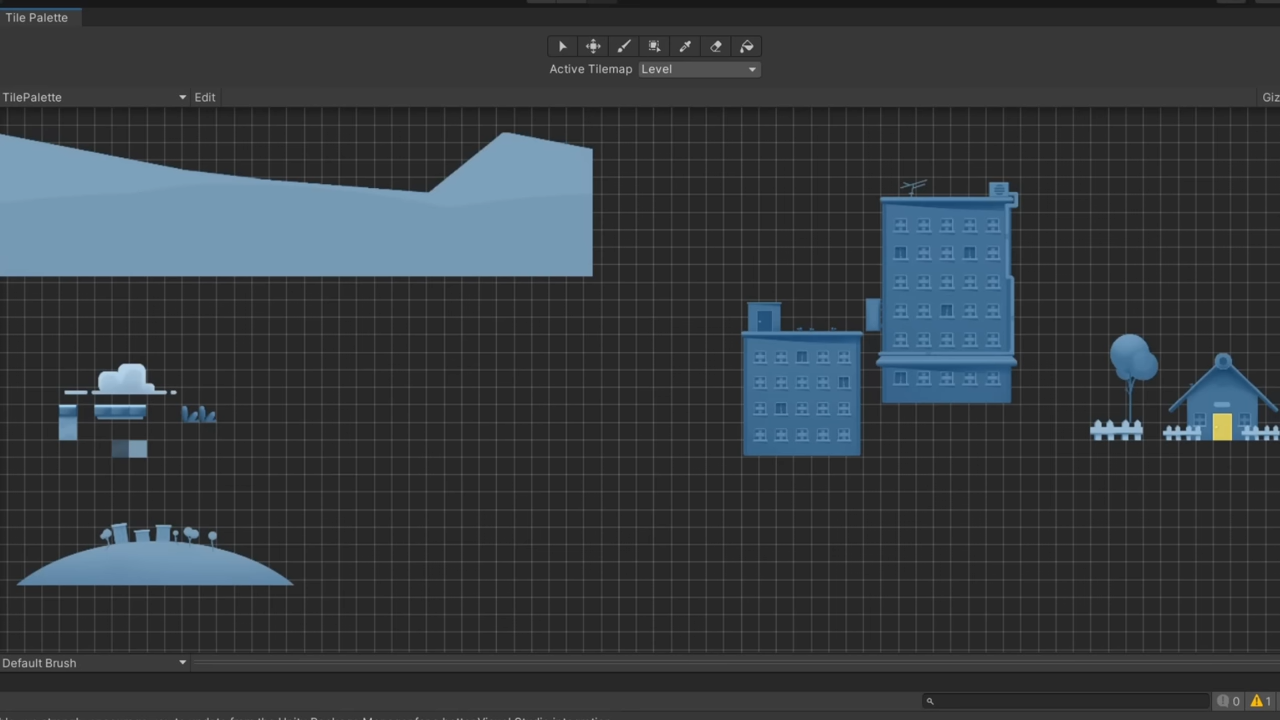 Tile Palette
Active Tilemap Level
TilePalette Edit Giz
Default Brush
0 1